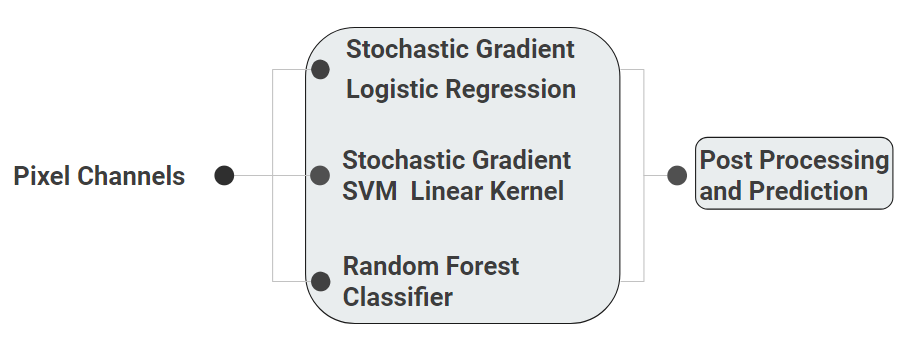 Stochastic Gradient
Logistic Regression
Pixel Channels
Stochastic Gradient
SVM  Linear Kernel
Random Forest
Classifier
Post Processing
and Prediction